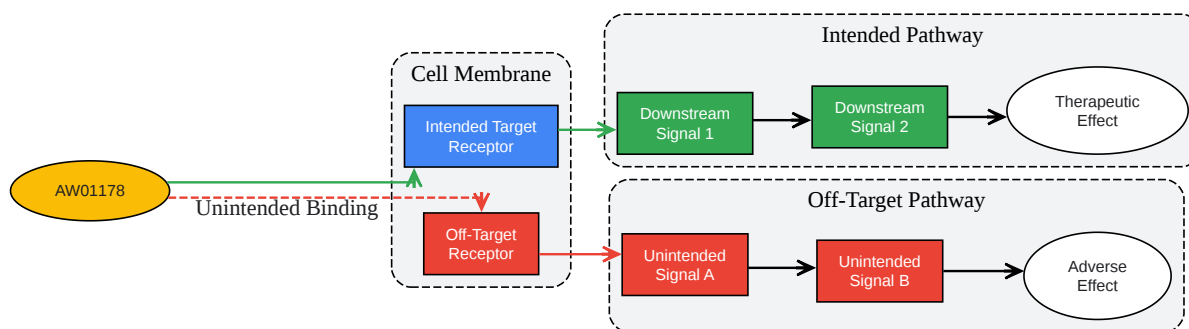 Intended Pathway
Cell Membrane
Intended Target
Receptor
Downstream
Signal 1
Downstream
Signal 2
Therapeutic
Effect
AW01178
Unintended Binding
Off-Target Pathway
Off-Target
Receptor
Unintended
Signal A
Unintended
Signal B
Adverse
Effect